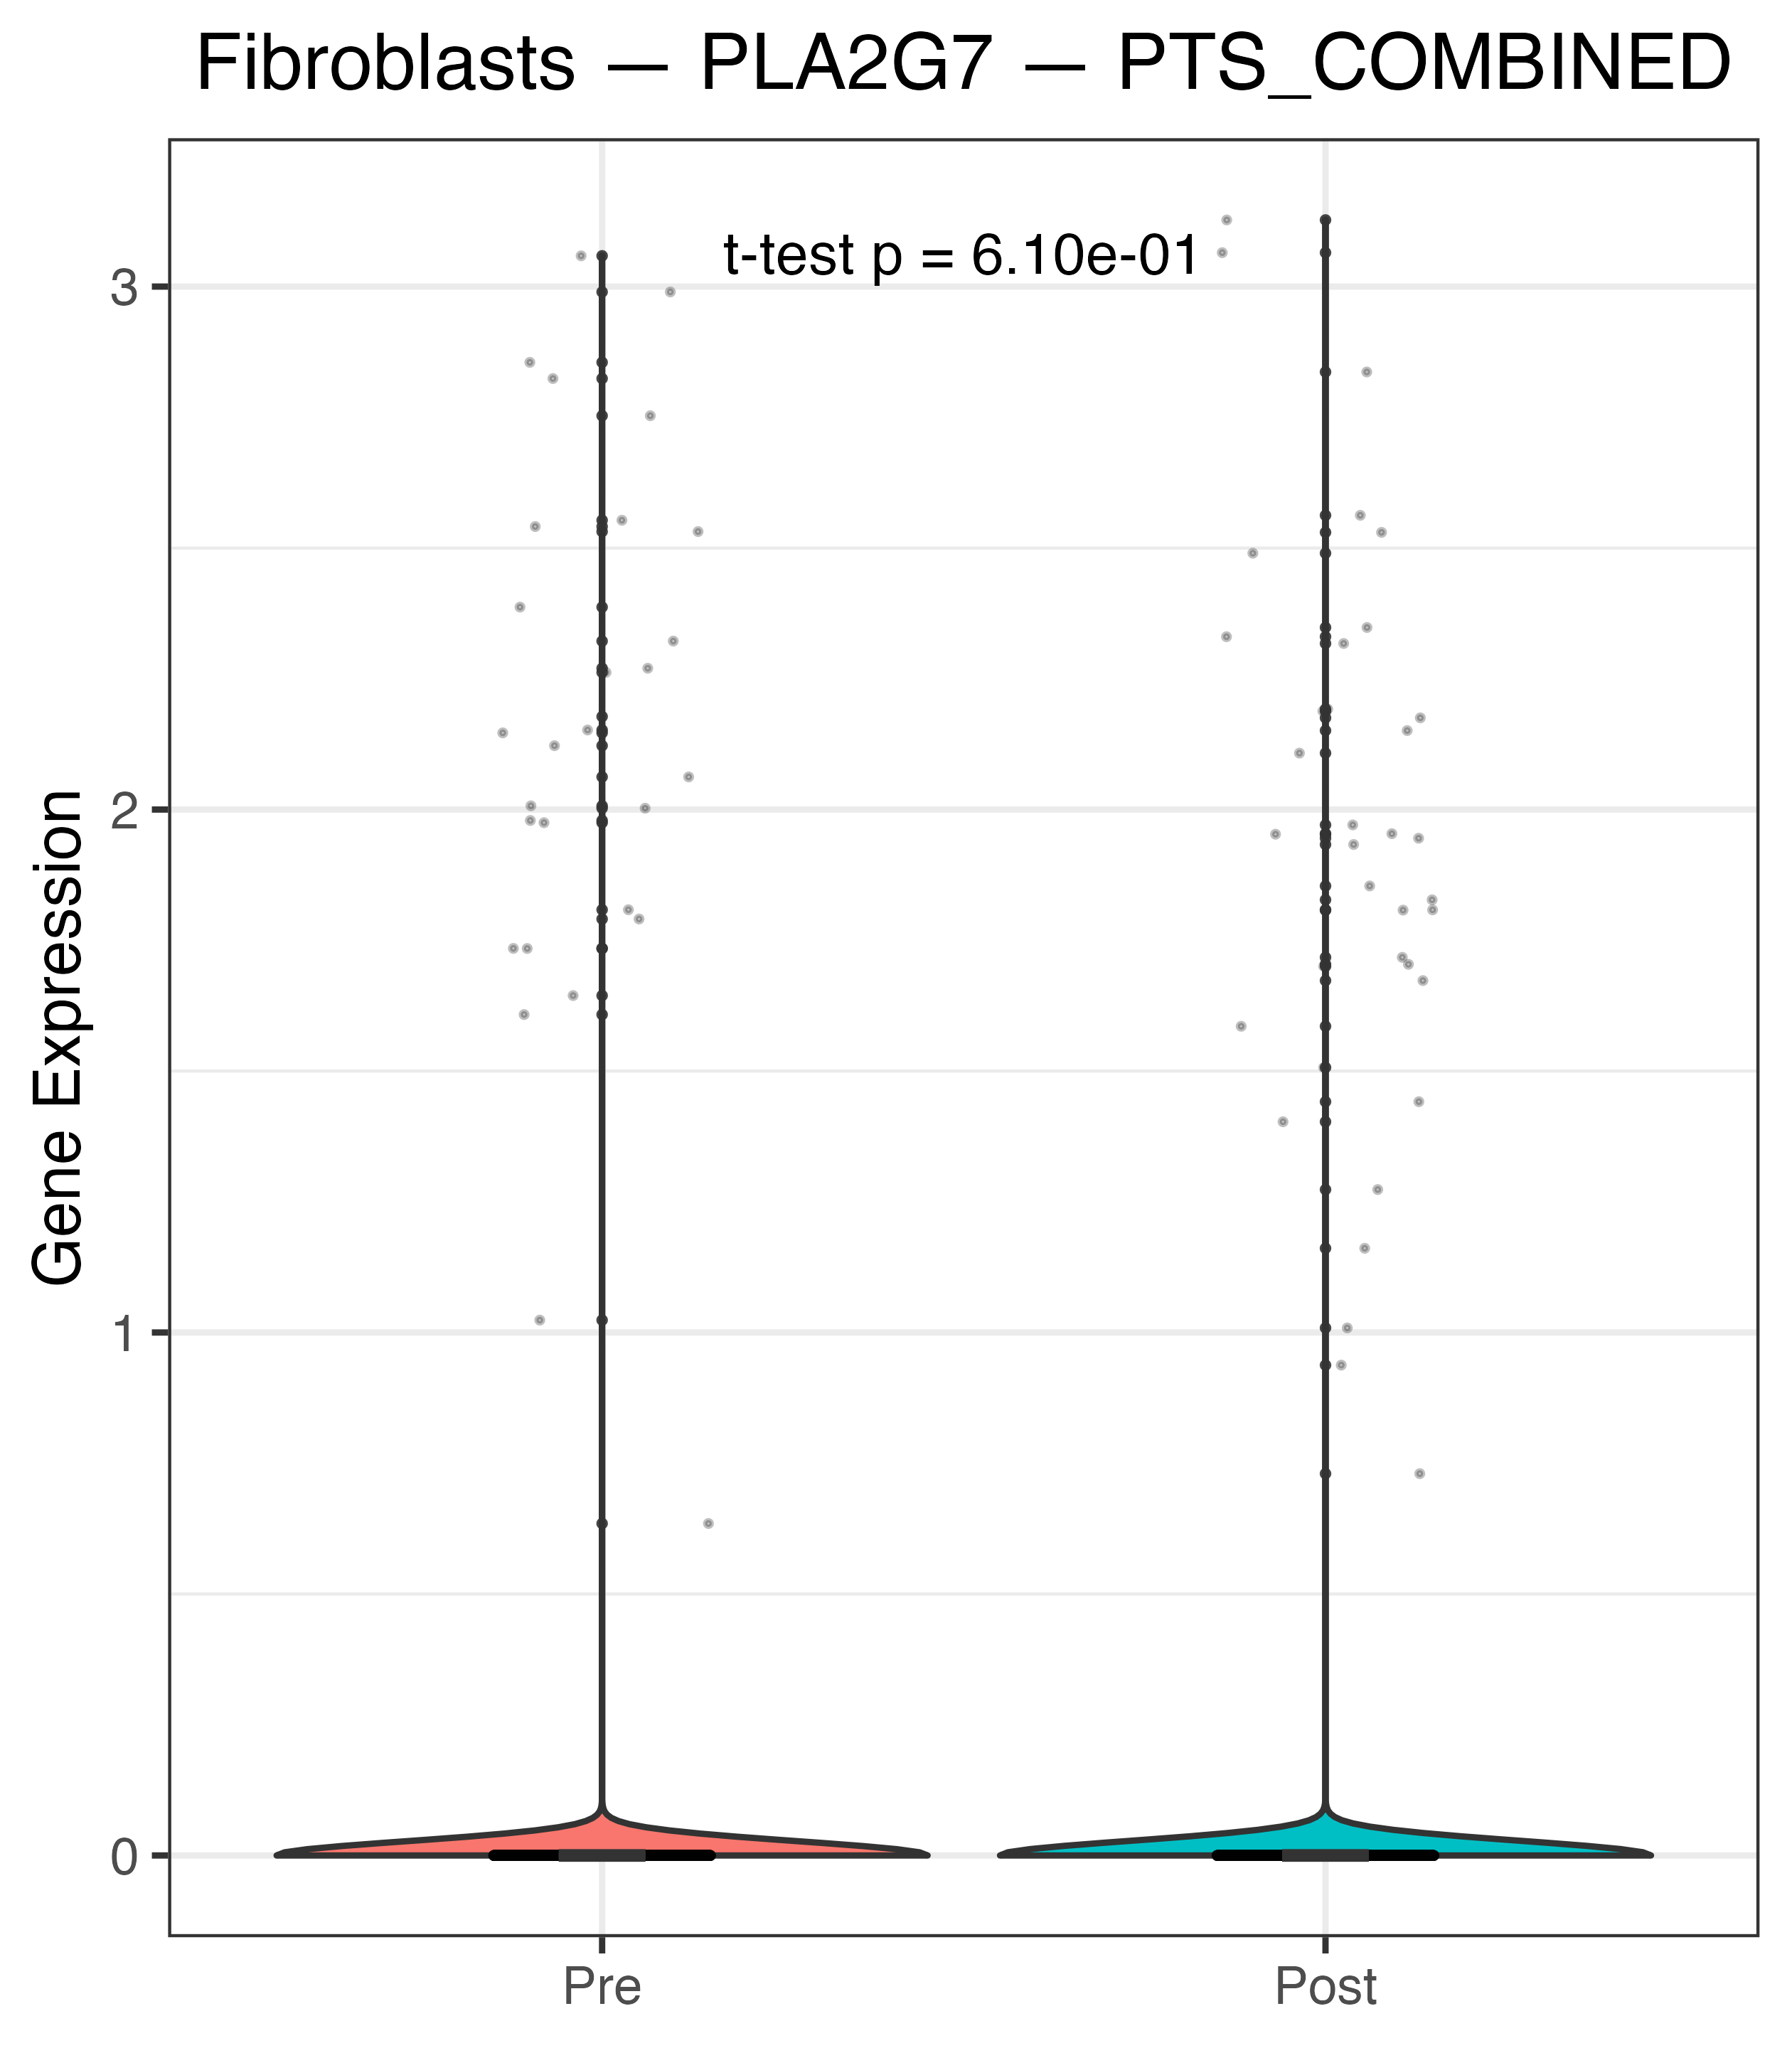 Fibroblasts — PLA2G7 — PTS_COMBINED
t-test p = 6.10e-01
Gene Expression
3
2
1
0
Pre
Post